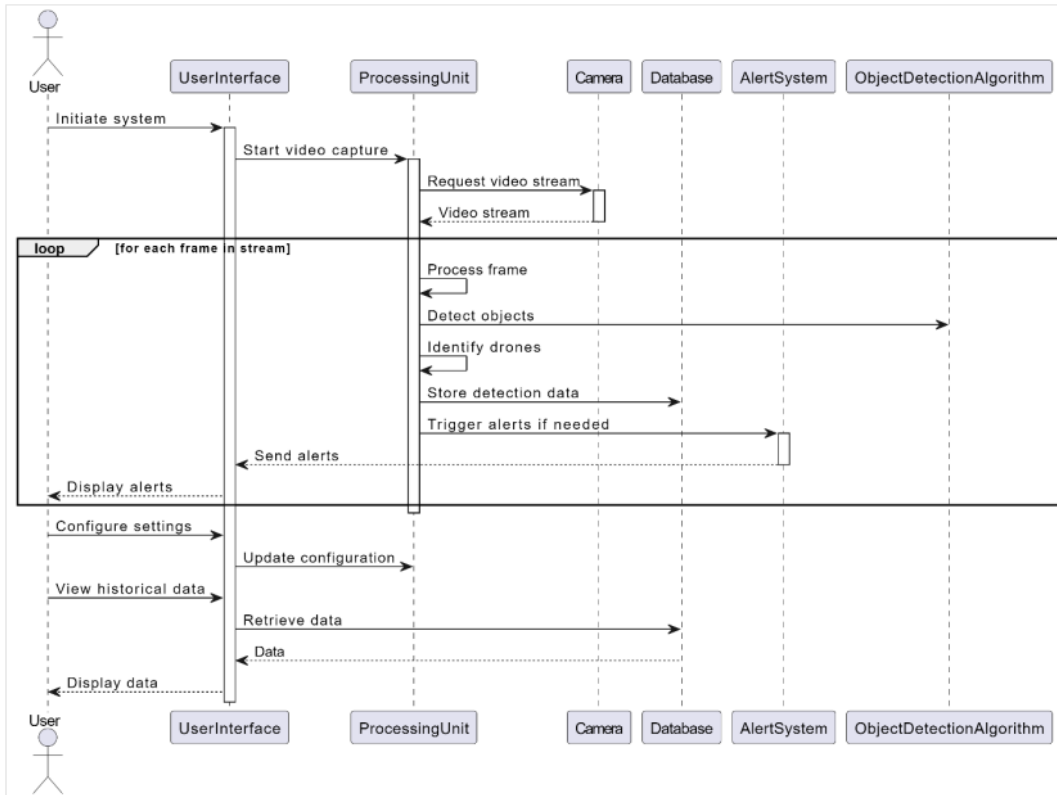 User
UserInterface
ProcessingUnit
Camera
Database
AlertSystem
ObjectDetectionAlgorithm
Initiate system
Start video capture
Request video stream
Video stream
loop
[for each frame in stream]
Process frame
Detect objects
Identify drones
Store detection data
Trigger alerts if needed
Send alerts
Display alerts
Configure settings
Update configuration
View historical data
Retrieve data
Data
Display data
User
UserInterface
ProcessingUnit
Camera
Database
AlertSystem
ObjectDetectionAlgorithm